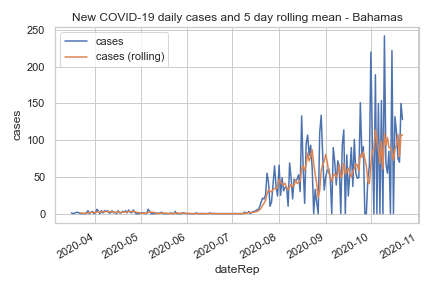 New COVID-19 daily cases and 5 day rolling mean - Bahamas
cases
cases (rolling)
250
200
150
100
50
0
cases
2020-04
2020-05
2020-06
2020-07
2020-08
2020-09
2020-10
2020-11
dateRep